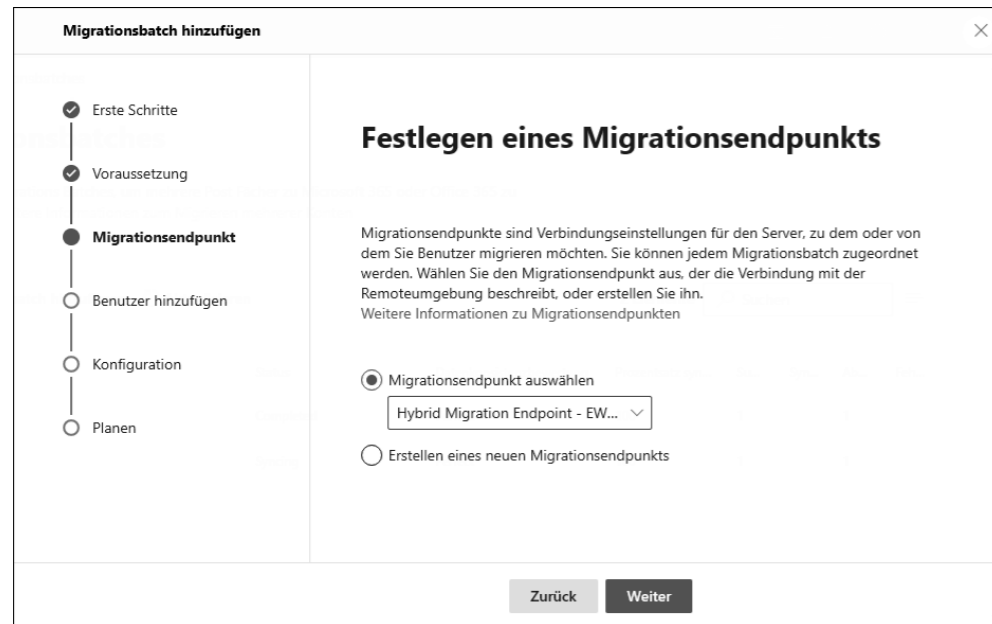 Migrationsbatch hinzufügen
Erste Schritte
Voraussetzung
Migrationsendpunkt
Benutzer hinzufügen
Konfiguration
Planen
Festlegen eines Migrationsendpunkts
Migrationsendpunkte sind Verbindungseinstellungen für den Server, zu dem oder von
dem Sie Benutzer migrieren möchten. Sie können jedem Migrationsbatch zugeordnet
werden. Wählen Sie den Migrationsendpunkt aus, der die Verbindung mit der
Remoteumgebung beschreibt, oder erstellen Sie ihn.
Weitere Informationen zu Migrationsendpunkten
Migrationsendpunkt auswählen
Hybrid Migration Endpoint - EW...
Erstellen eines neuen Migrationsendpunkts
Zurück
Weiter